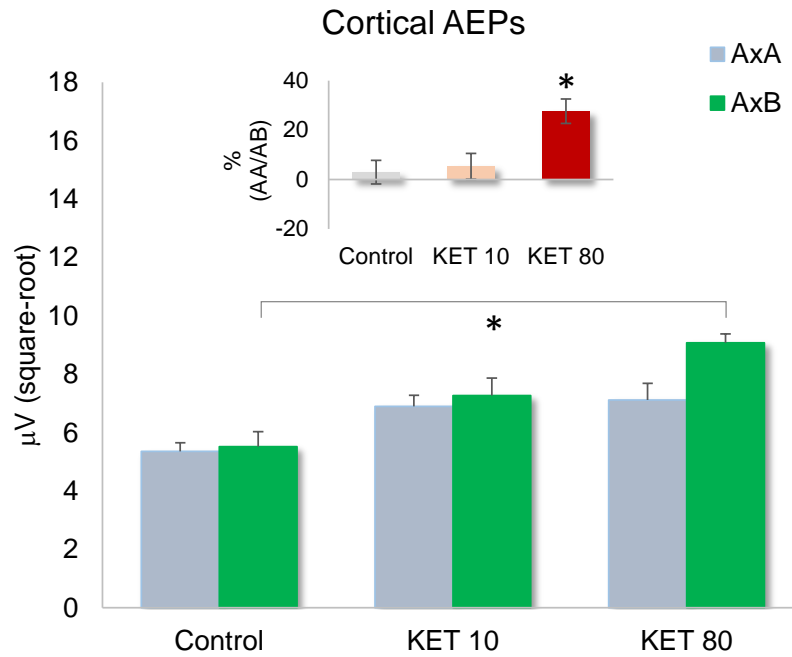 Cortical AEPs
AxA
AxB
%
(AA/AB)
40
20
0
-20
*
Control KET 10 KET 80
µV (square-root)
18
16
14
12
10
8
6
4
2
0
*
Control KET 10 KET 80